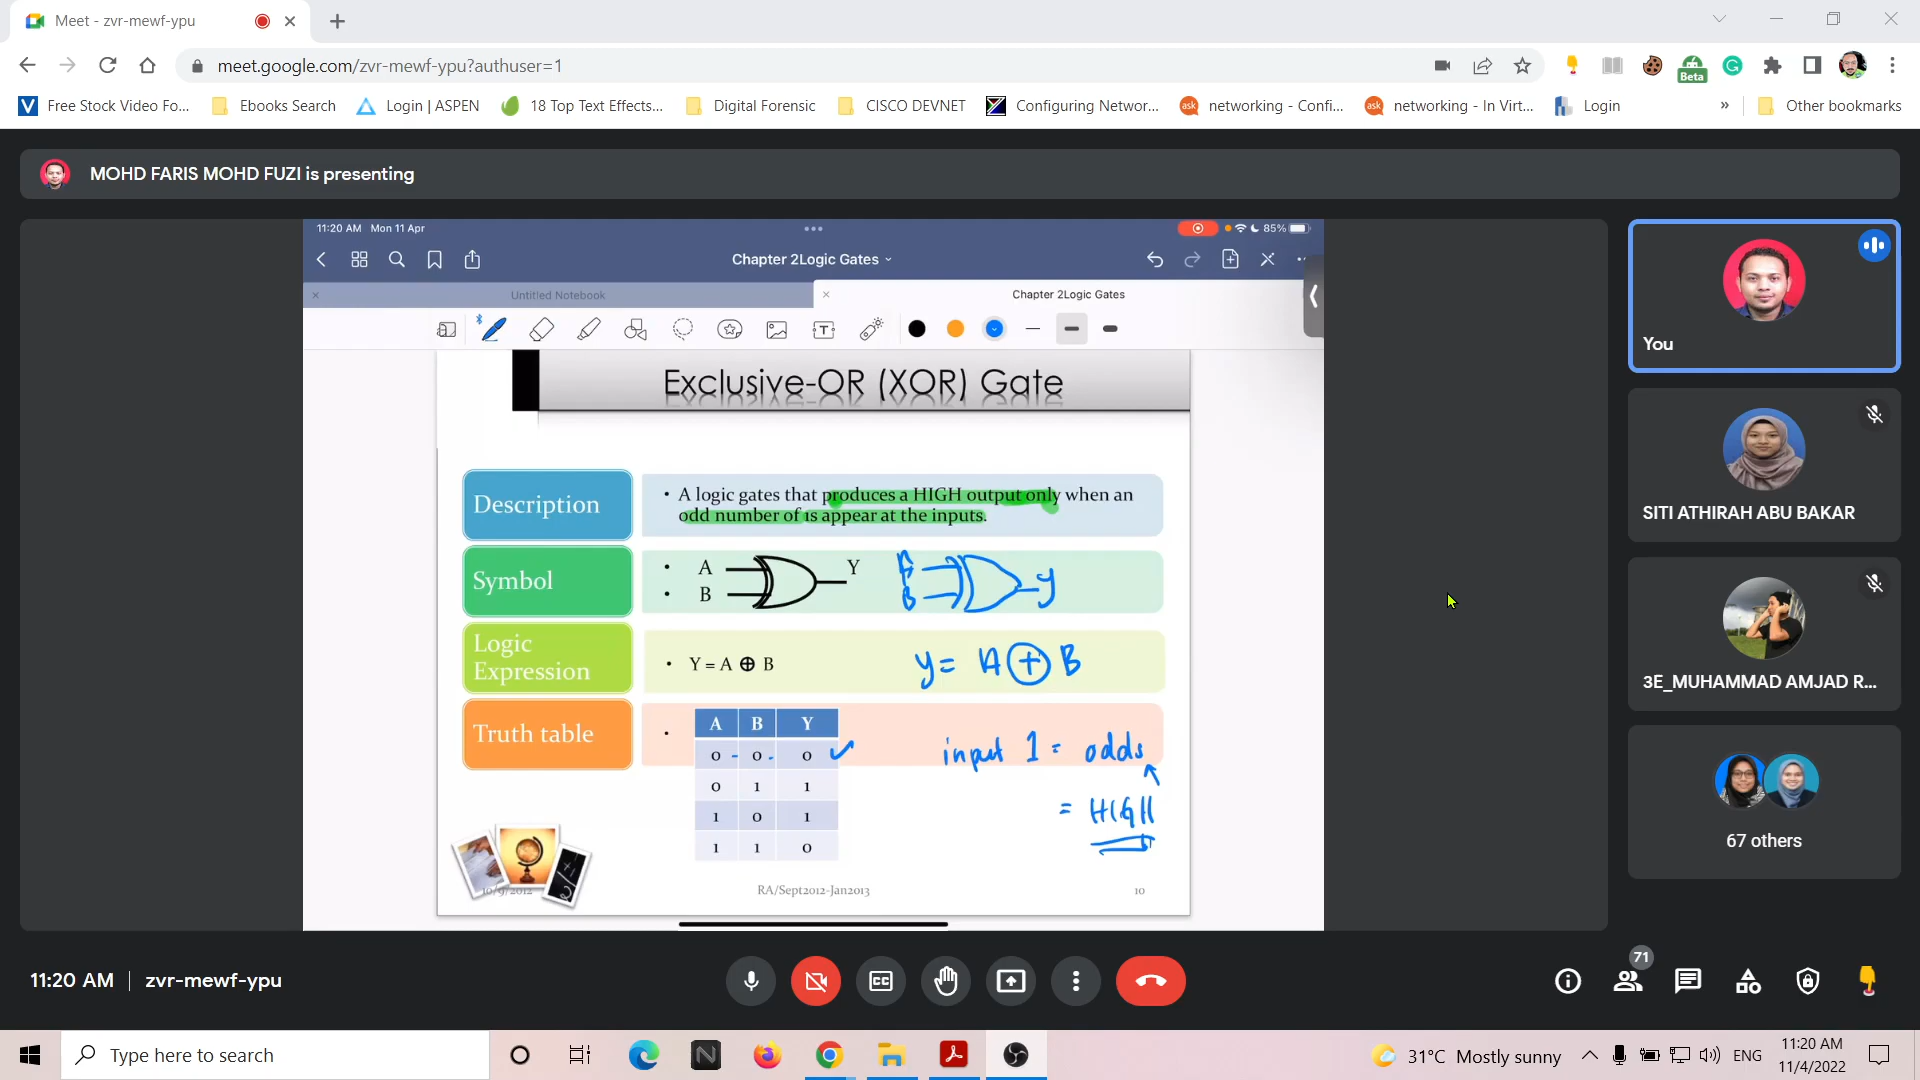 Meet - zvr-mewf-ypu
meet.google.com/zvr-mewf-ypu?authuser=1
Beta
Free Stock Video Fo...
Ebooks Search
Login | ASPEN
18 Top Text Effects...
Digital Forensic
CISCO DEVNET
Configuring Networ...
networking - Confi...
networking - In Virt...
Login
»
Other bookmarks
MOHD FARIS MOHD FUZI is presenting
11:20 AM Mon 11 Apr
85%
Chapter 2Logic Gates
Untitled Notebook
Chapter 2Logic Gates
Exclusive-OR (XOR) Gate
Description
• A logic gates that produces a HIGH output only when an
odd number of 1s appear at the inputs.
Symbol
• A Y
• B
A
B y
Logic
Expression
• Y = A ⊕ B
y = A ⊕ B
Truth table
A B Y
0 0 0
0 1 1
1 0 1
1 1 0
input 1 = odds
= HIGH
10/9/2012
RA/Sept2012-Jan2013
10
You
SITI ATHIRAH ABU BAKAR
3E_MUHAMMAD AMJAD R...
67 others
11:20 AM | zvr-mewf-ypu
71
Type here to search
31°C Mostly sunny
ENG
11:20 AM
11/4/2022